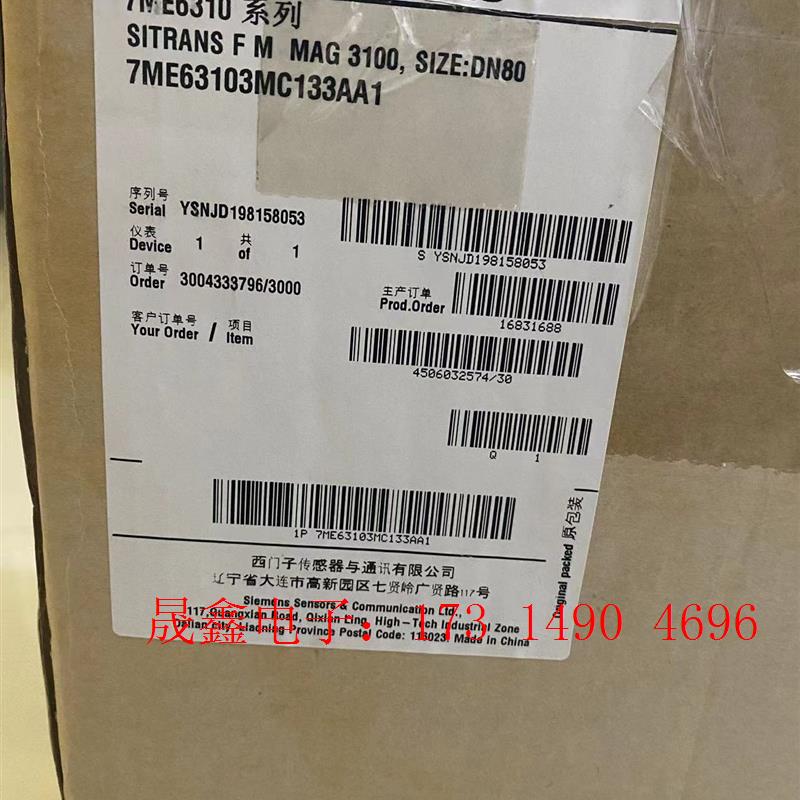 7ME6310 系列
SITRANS F M MAG 3100, SIZE:DN80
7ME63103MC133AA1
序列号
Serial YSNJD198158053
S YSNJD198158053
仪表 共
Device 1 of 1
订单号
Order 3004333796/3000
主产订单
Prod.Order
16831688
客户订单号 / 项目
Your Order / Item
4506032574/30
Q 1
1P 7ME63103MC133AA1
Original packed 原包装
西门子传感器与通讯有限公司
辽宁省大连市高新园区七贤岭广贤路117号
Siemens Sensors & Communication Ltd.,
117,Guangxian Road, Qixian Ling, High-Tech Industrial Zone
Dalian city, Liaoning Province Postal Code: 116023, Made in China
晟鑫电子：173 1490 4696